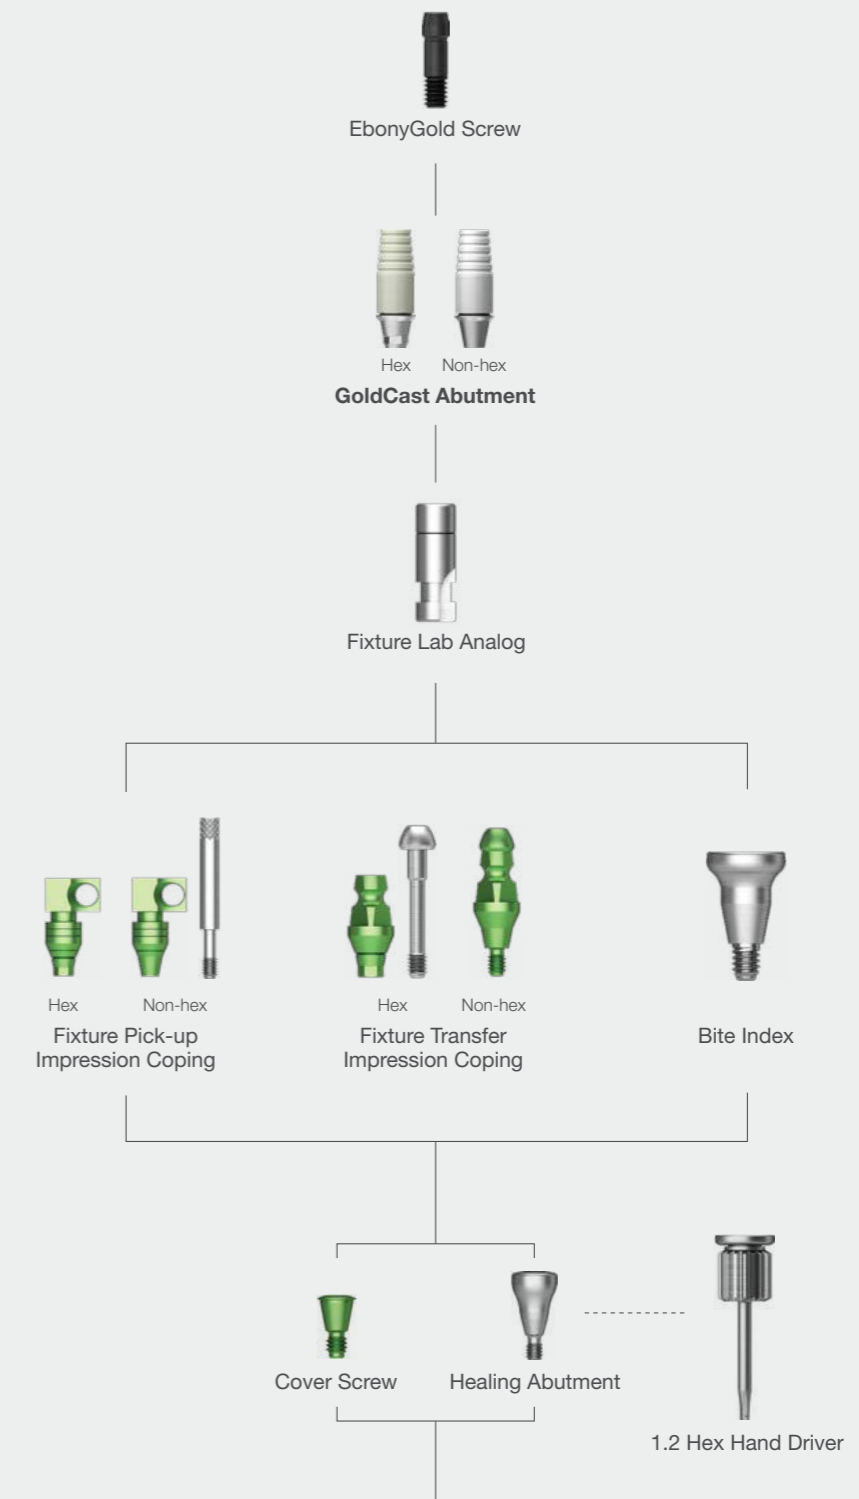 EbonyGold Screw
Hex
Non-hex
GoldCast Abutment
Fixture Lab Analog
Hex
Non-hex
Fixture Pick-up
Impression Coping
Hex
Non-hex
Fixture Transfer
Impression Coping
Bite Index
Cover Screw
Healing Abutment
1.2 Hex Hand Driver